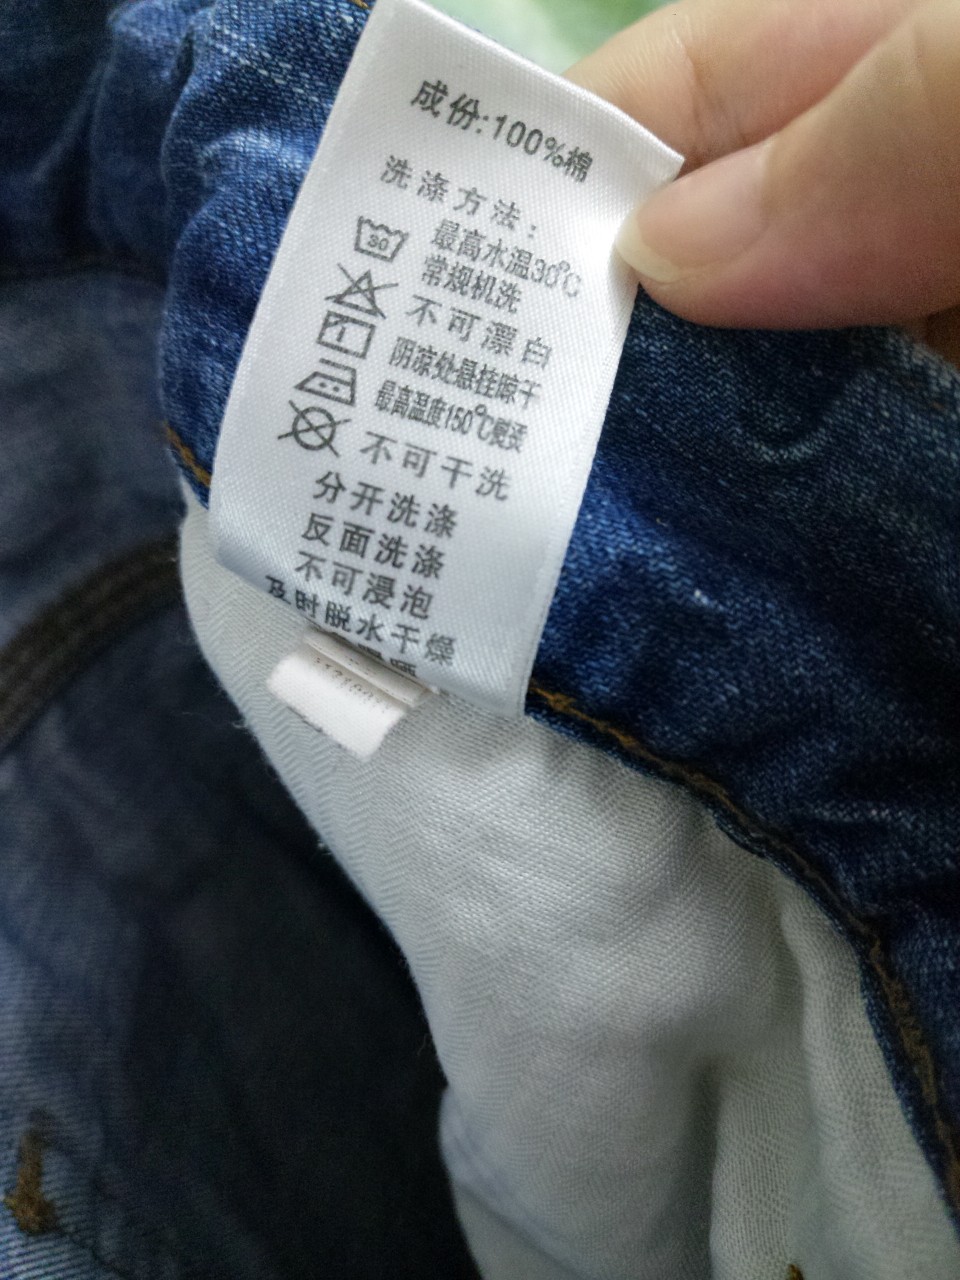 成份:100%棉
洗涤方法:
30
最高水温30℃
常规机洗
不可漂白
阴凉处悬挂晾干
最高温度150℃熨烫
不可干洗
分开洗涤
反面洗涤
不可浸泡
及时脱水干燥